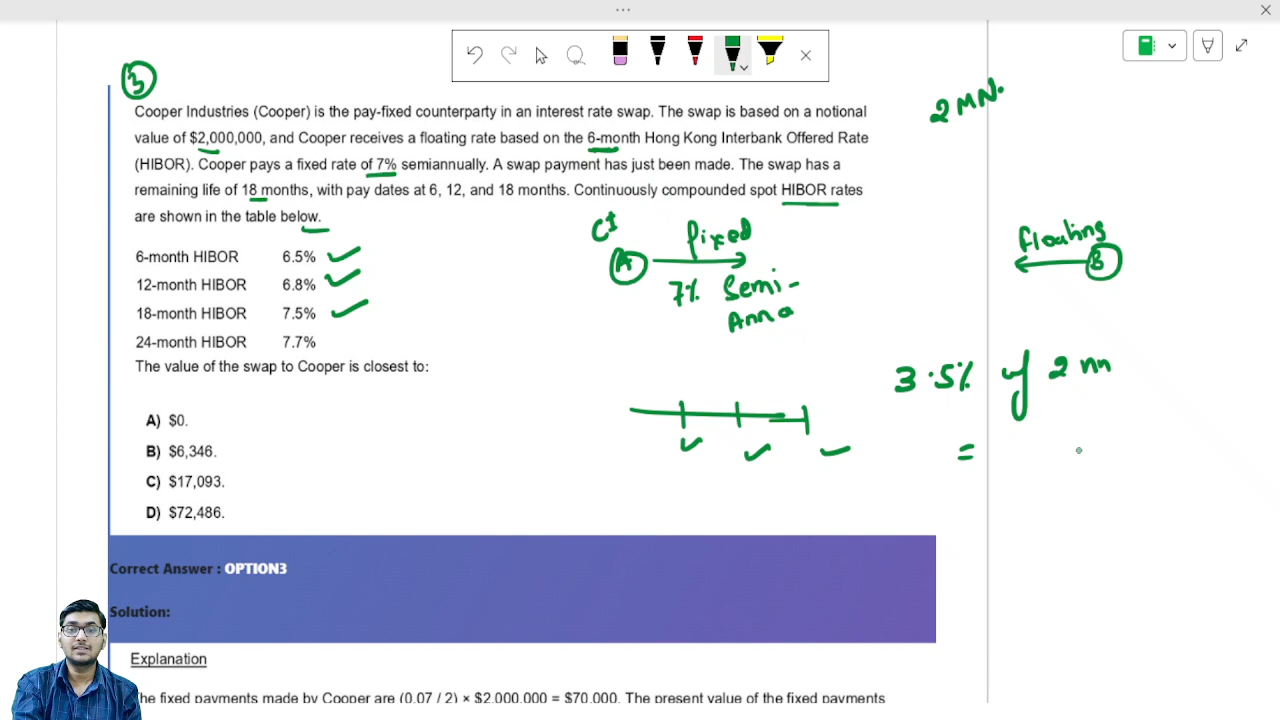 3
Cooper Industries (Cooper) is the pay-fixed counterparty in an interest rate swap. The swap is based on a notional
value of $2,000,000, and Cooper receives a floating rate based on the 6-month Hong Kong Interbank Offered Rate
(HIBOR). Cooper pays a fixed rate of 7% semiannually. A swap payment has just been made. The swap has a
remaining life of 18 months, with pay dates at 6, 12, and 18 months. Continuously compounded spot HIBOR rates
are shown in the table below.
2 MN.
6-month HIBOR 6.5%
12-month HIBOR 6.8%
18-month HIBOR 7.5%
24-month HIBOR 7.7%
The value of the swap to Cooper is closest to:
A) $0.
B) $6,346.
C) $17,093.
D) $72,486.
A
fixed
7% Semi-
Anna
Floating
B
3.5% of 2 mn
=
Correct Answer : OPTION3
Solution:
Explanation
The fixed payments made by Cooper are (0.07 / 2) × $2,000,000 = $70,000. The present value of the fixed payments